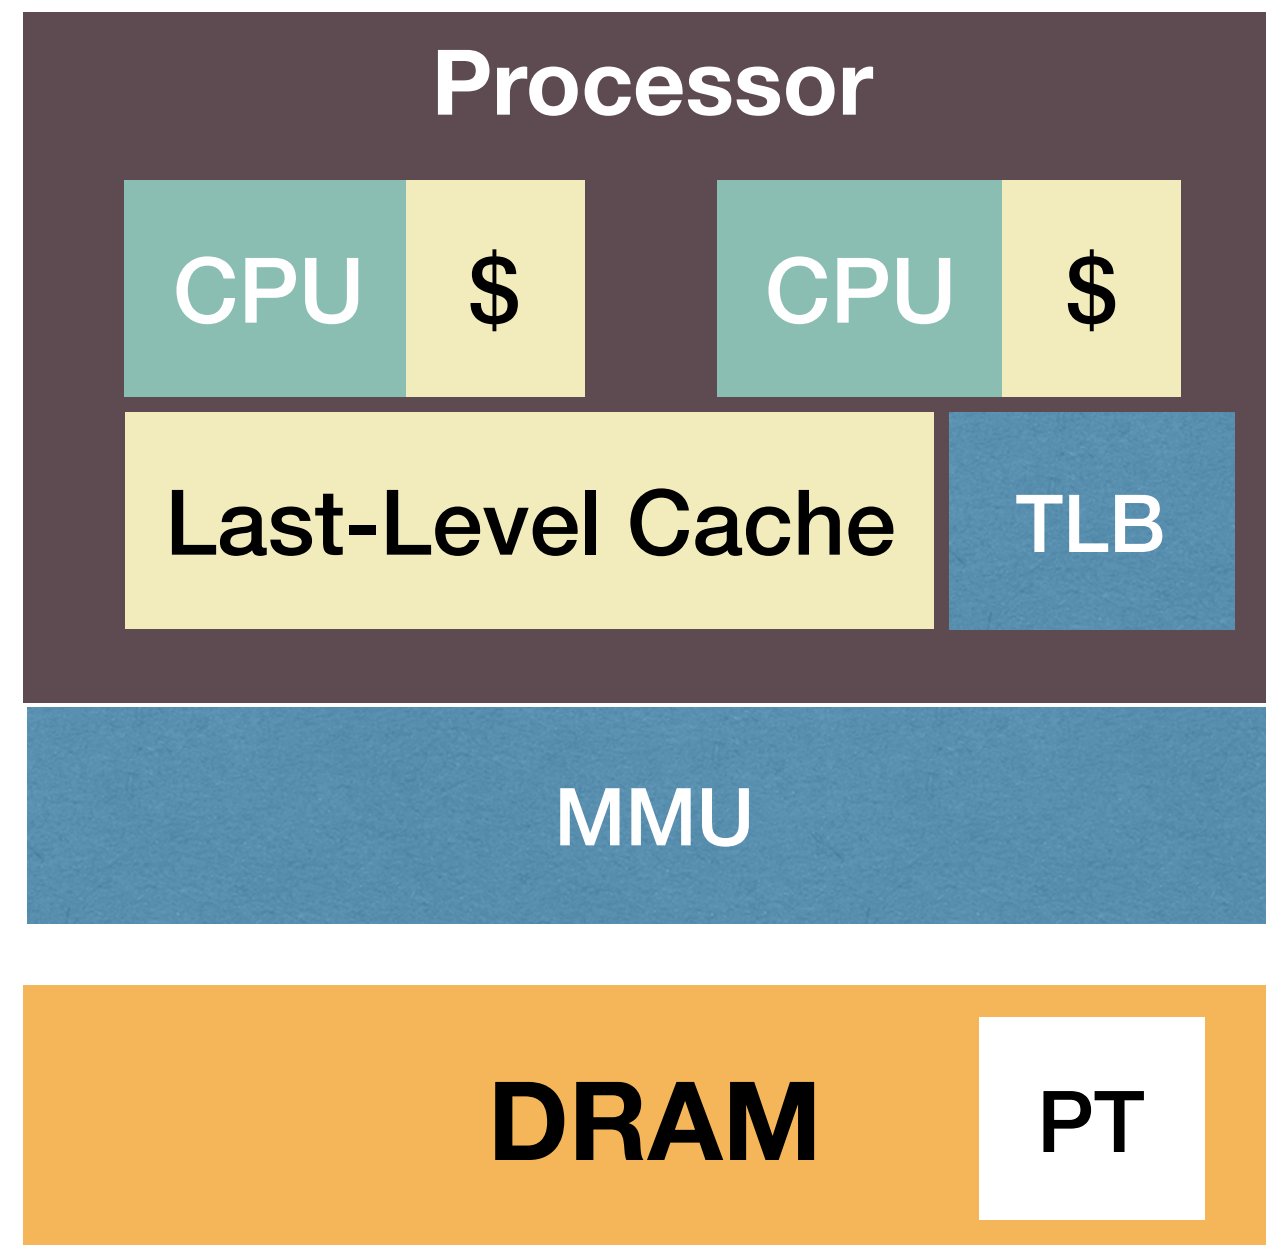 Processor
CPU $ CPU $
Last-Level Cache TLB
MMU
DRAM PT